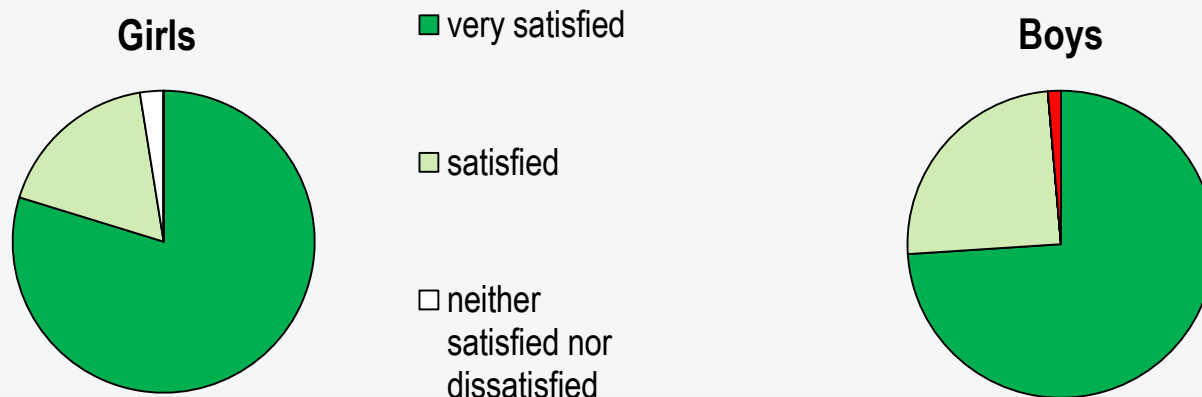 Girls
very satisfied
Boys
satisfied
neither
satisfied nor
dissatisfied